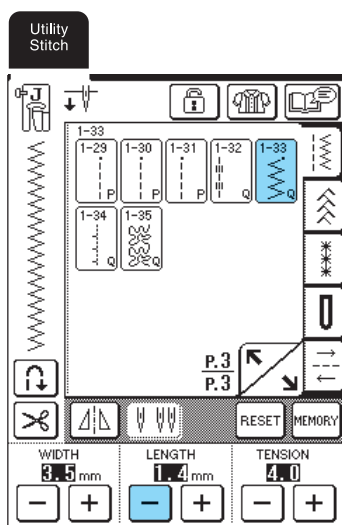 Utility
Stitch
J
1-33
1-29 P
1-30 P
1-31 P
1-32 Q
1-33 Q
1-34 Q
1-35 Q
P.3
P.3
RESET
MEMORY
WIDTH
3.5 mm
LENGTH
1.4 mm
TENSION
4.0
− +
− +
− +